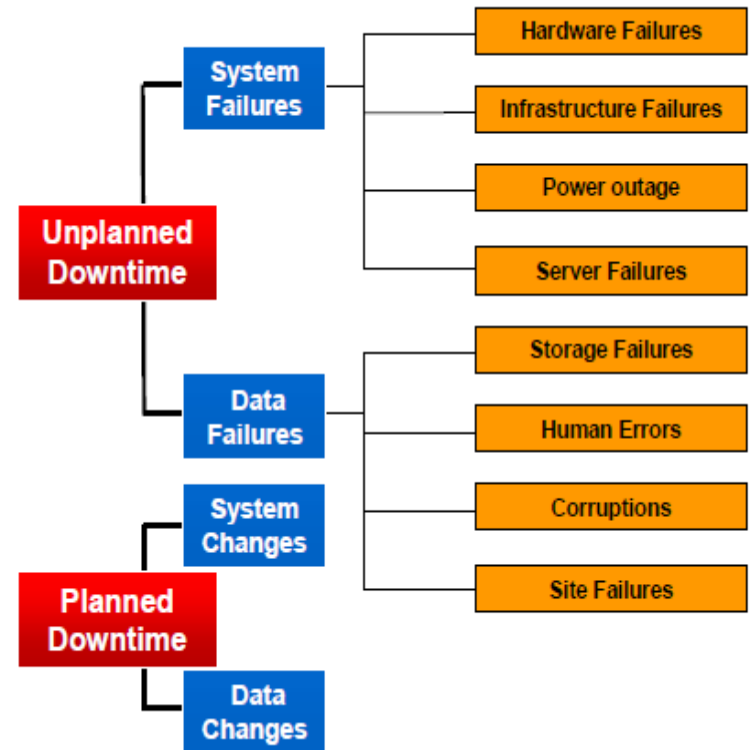 Unplanned
Downtime
System
Failures
Hardware Failures
Infrastructure Failures
Power outage
Server Failures
Data
Failures
Storage Failures
Human Errors
Corruptions
Site Failures
Planned
Downtime
System
Changes
Data
Changes